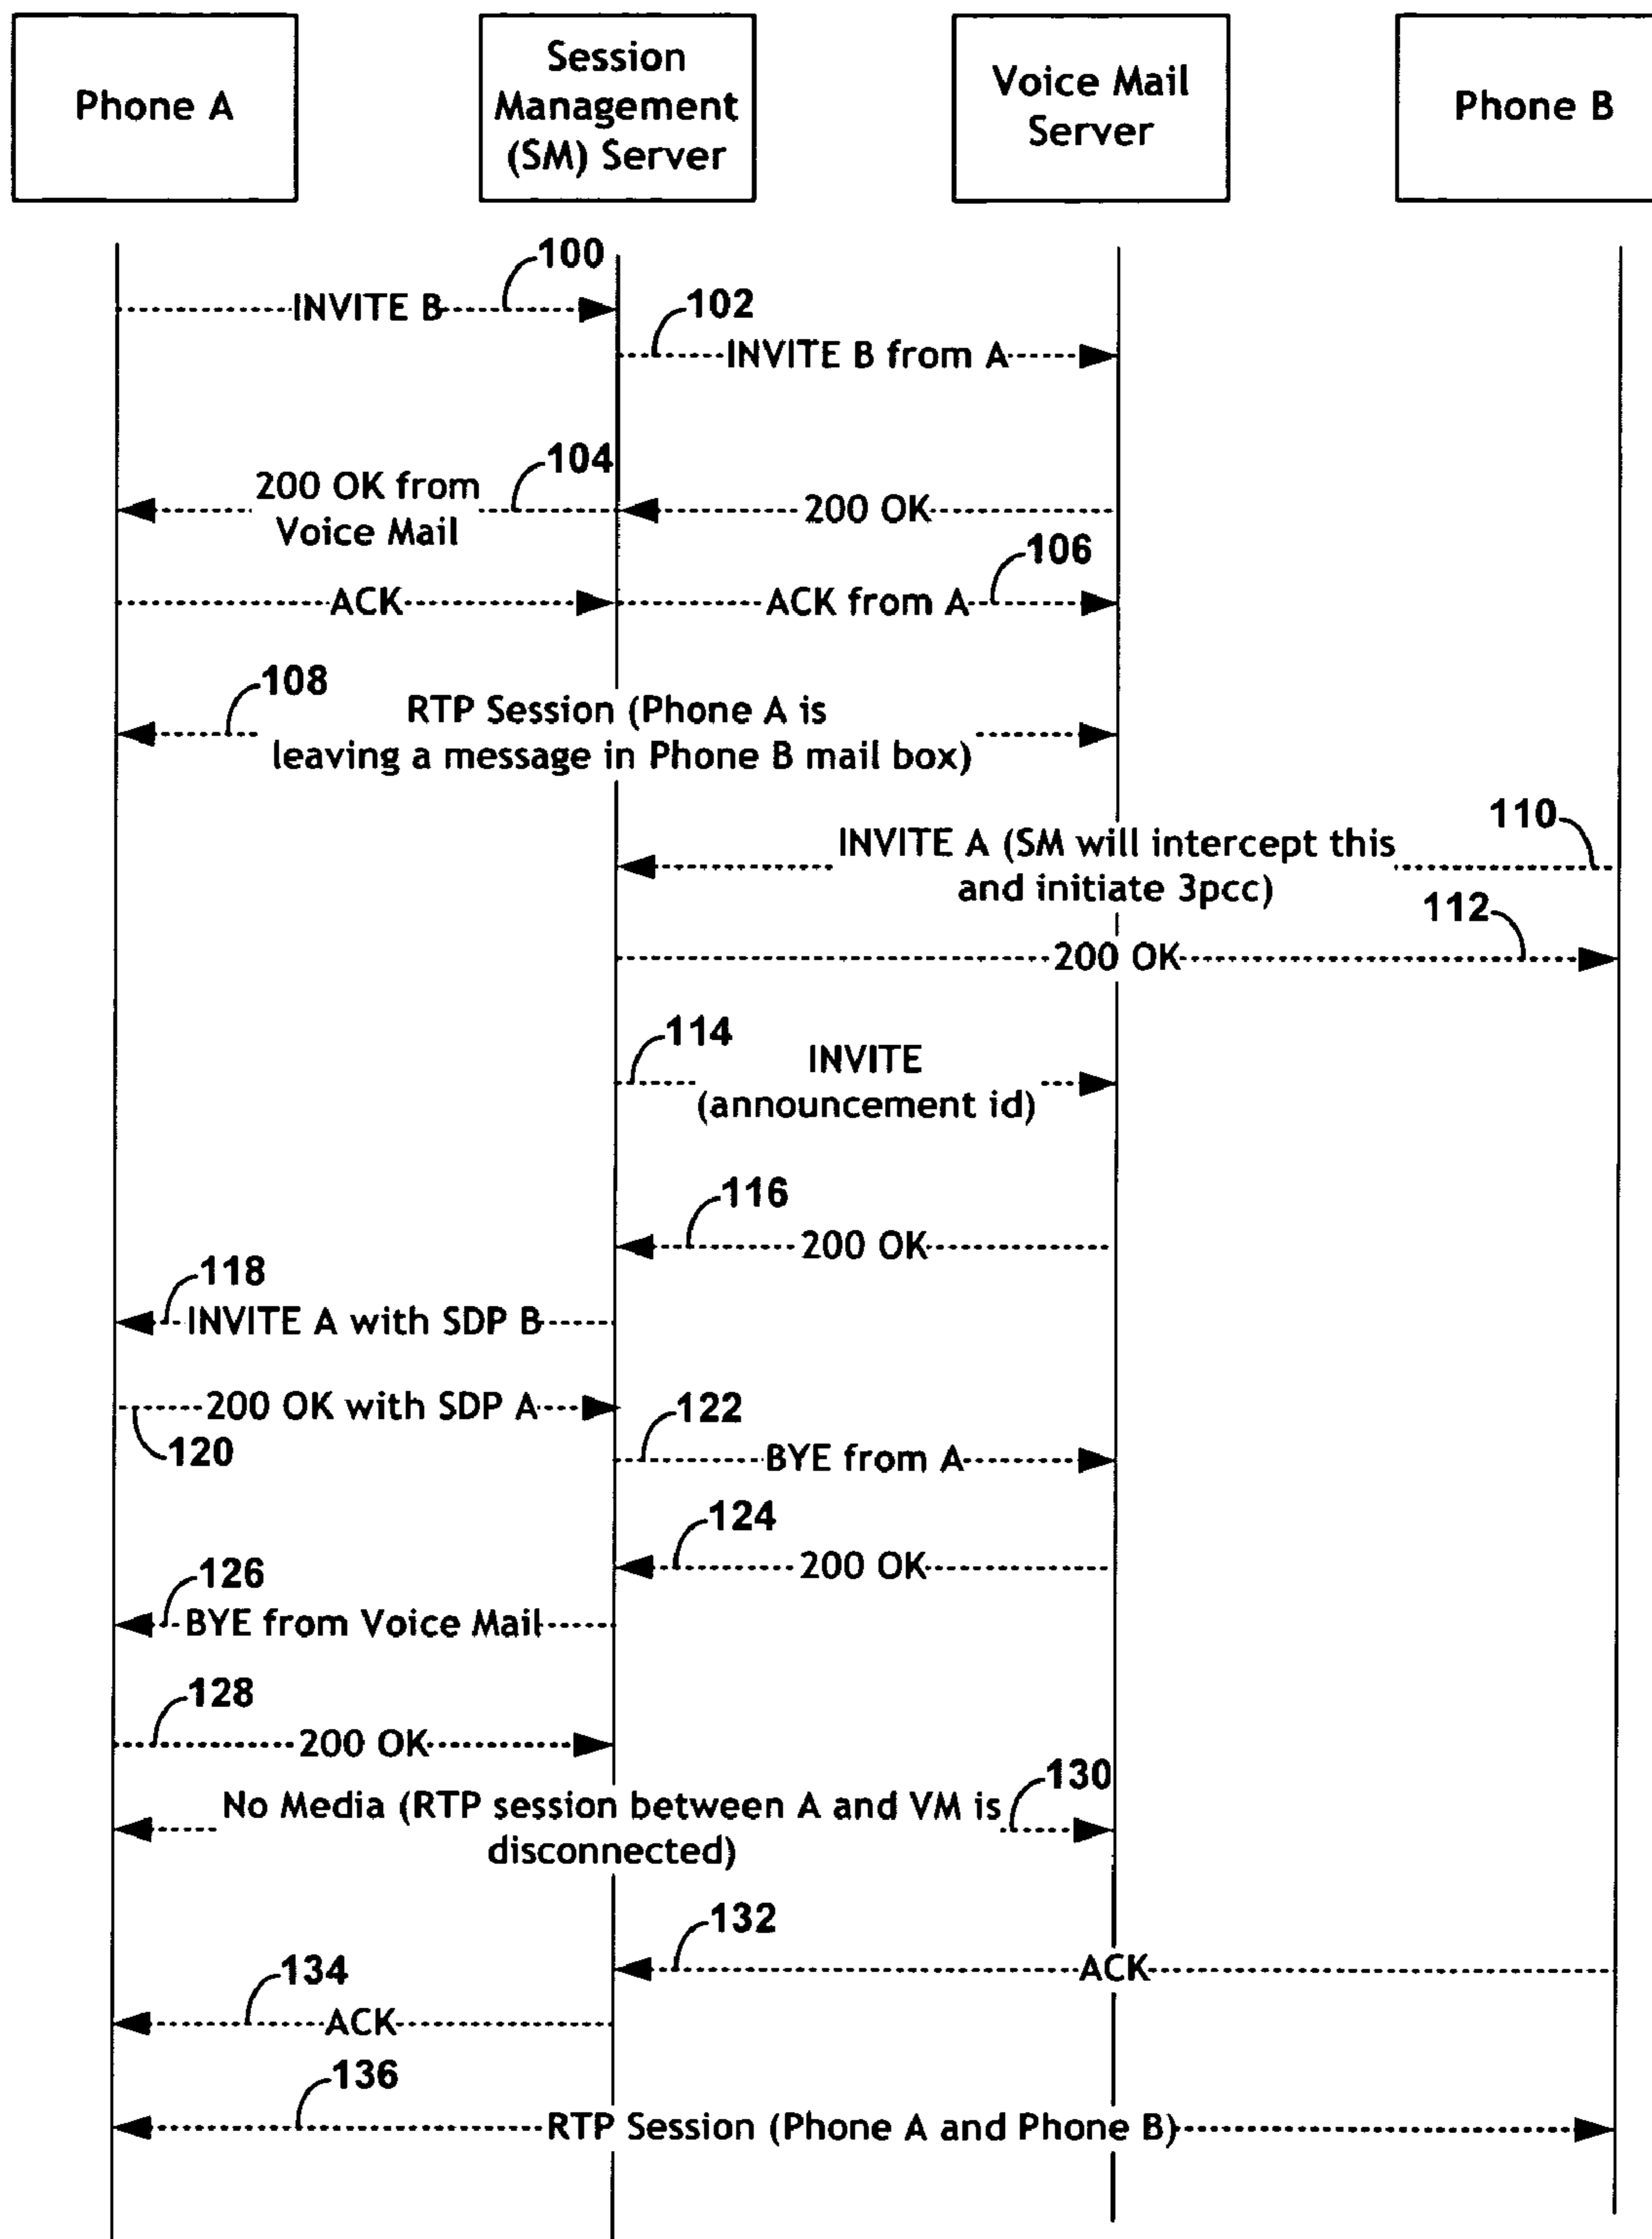 Phone A
Session
Management
(SM) Server
Voice Mail
Server
Phone B
100
INVITE B
102
INVITE B from A
104
200 OK from
Voice Mail
200 OK
106
ACK
ACK from A
108
RTP Session (Phone A is
leaving a message in Phone B mail box)
110
INVITE A (SM will intercept this
and initiate 3pcc)
112
200 OK
114
INVITE
(announcement id)
116
200 OK
118
INVITE A with SDP B
200 OK with SDP A
120
122
BYE from A
124
200 OK
126
BYE from Voice Mail
128
200 OK
130
No Media (RTP session between A and VM is
disconnected)
132
ACK
134
ACK
136
RTP Session (Phone A and Phone B)